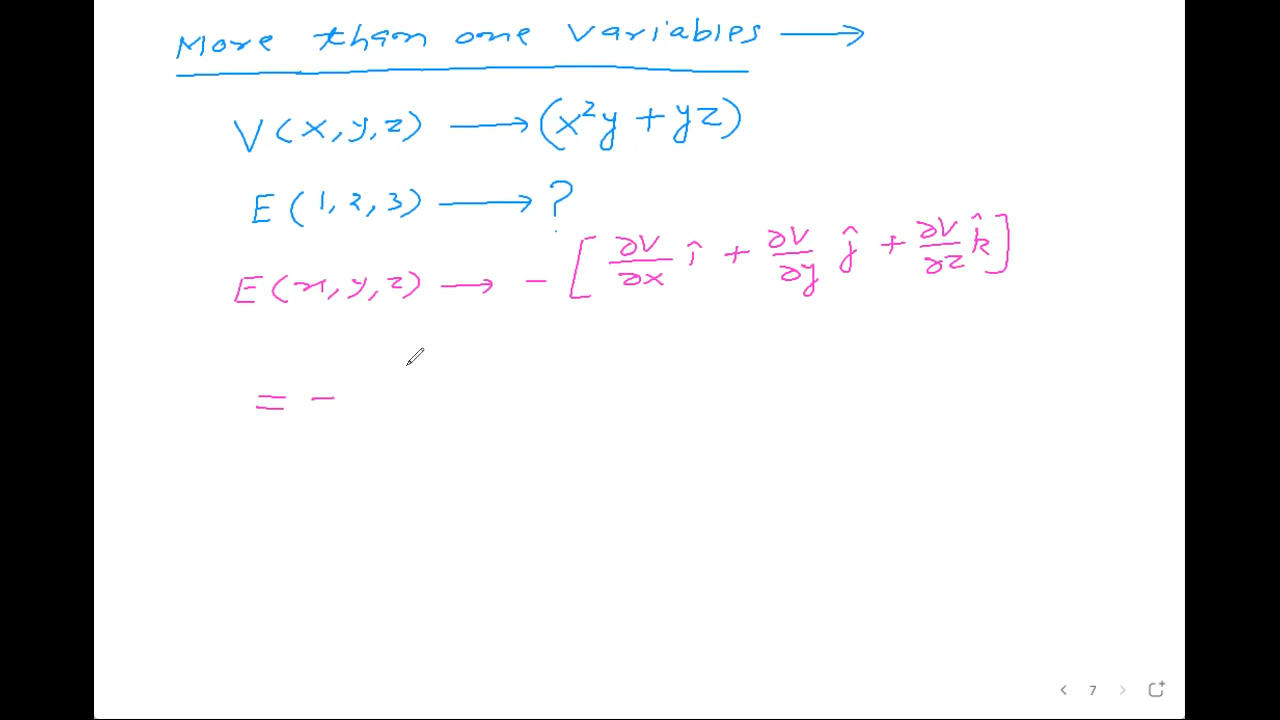 More than one variables ⟶
V(x,y,z) ⟶ (x²y + yz)
E(1,2,3) ⟶ ?
E(x,y,z) → - [ ∂V/∂x î + ∂V/∂y ĵ + ∂V/∂z k̂ ]
= -
7